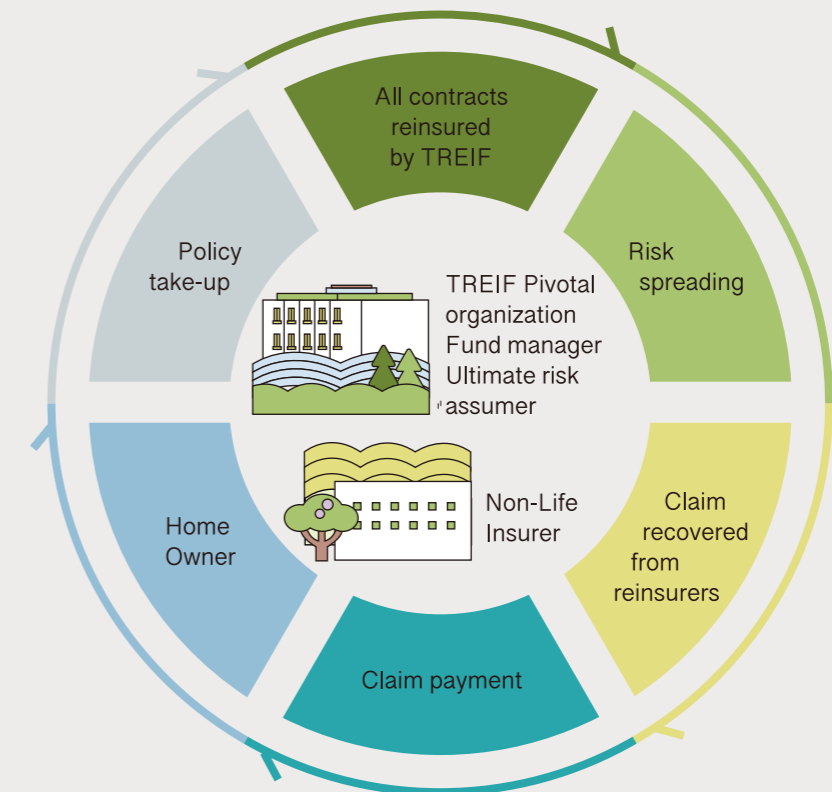 All contracts
reinsured
by TREIF
Policy
take-up
Risk
spreading
TREIF Pivotal
organization
Fund manager
Ultimate risk
assumer
Home
Owner
Non-Life
Insurer
Claim
recovered
from
reinsurers
Claim payment